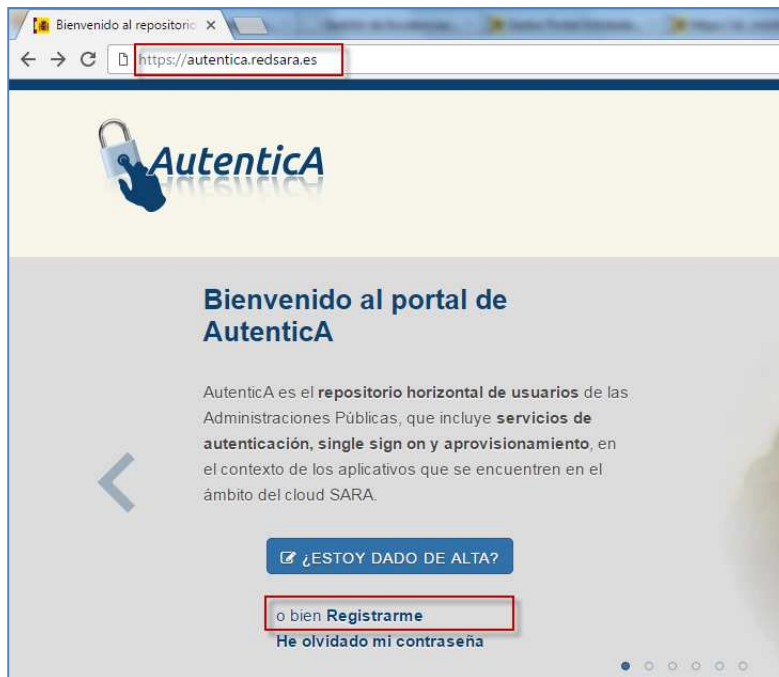 Bienvenido al repositorio
https://autentica.redsara.es
AutenticA
Bienvenido al portal de
AutenticA
AutenticA es el repositorio horizontal de usuarios de las
Administraciones Públicas, que incluye servicios de
autenticación, single sign on y aprovisionamiento, en
el contexto de los aplicativos que se encuentren en el
ámbito del cloud SARA.
¿ESTOY DADO DE ALTA?
o bien Registrarme
He olvidado mi contraseña